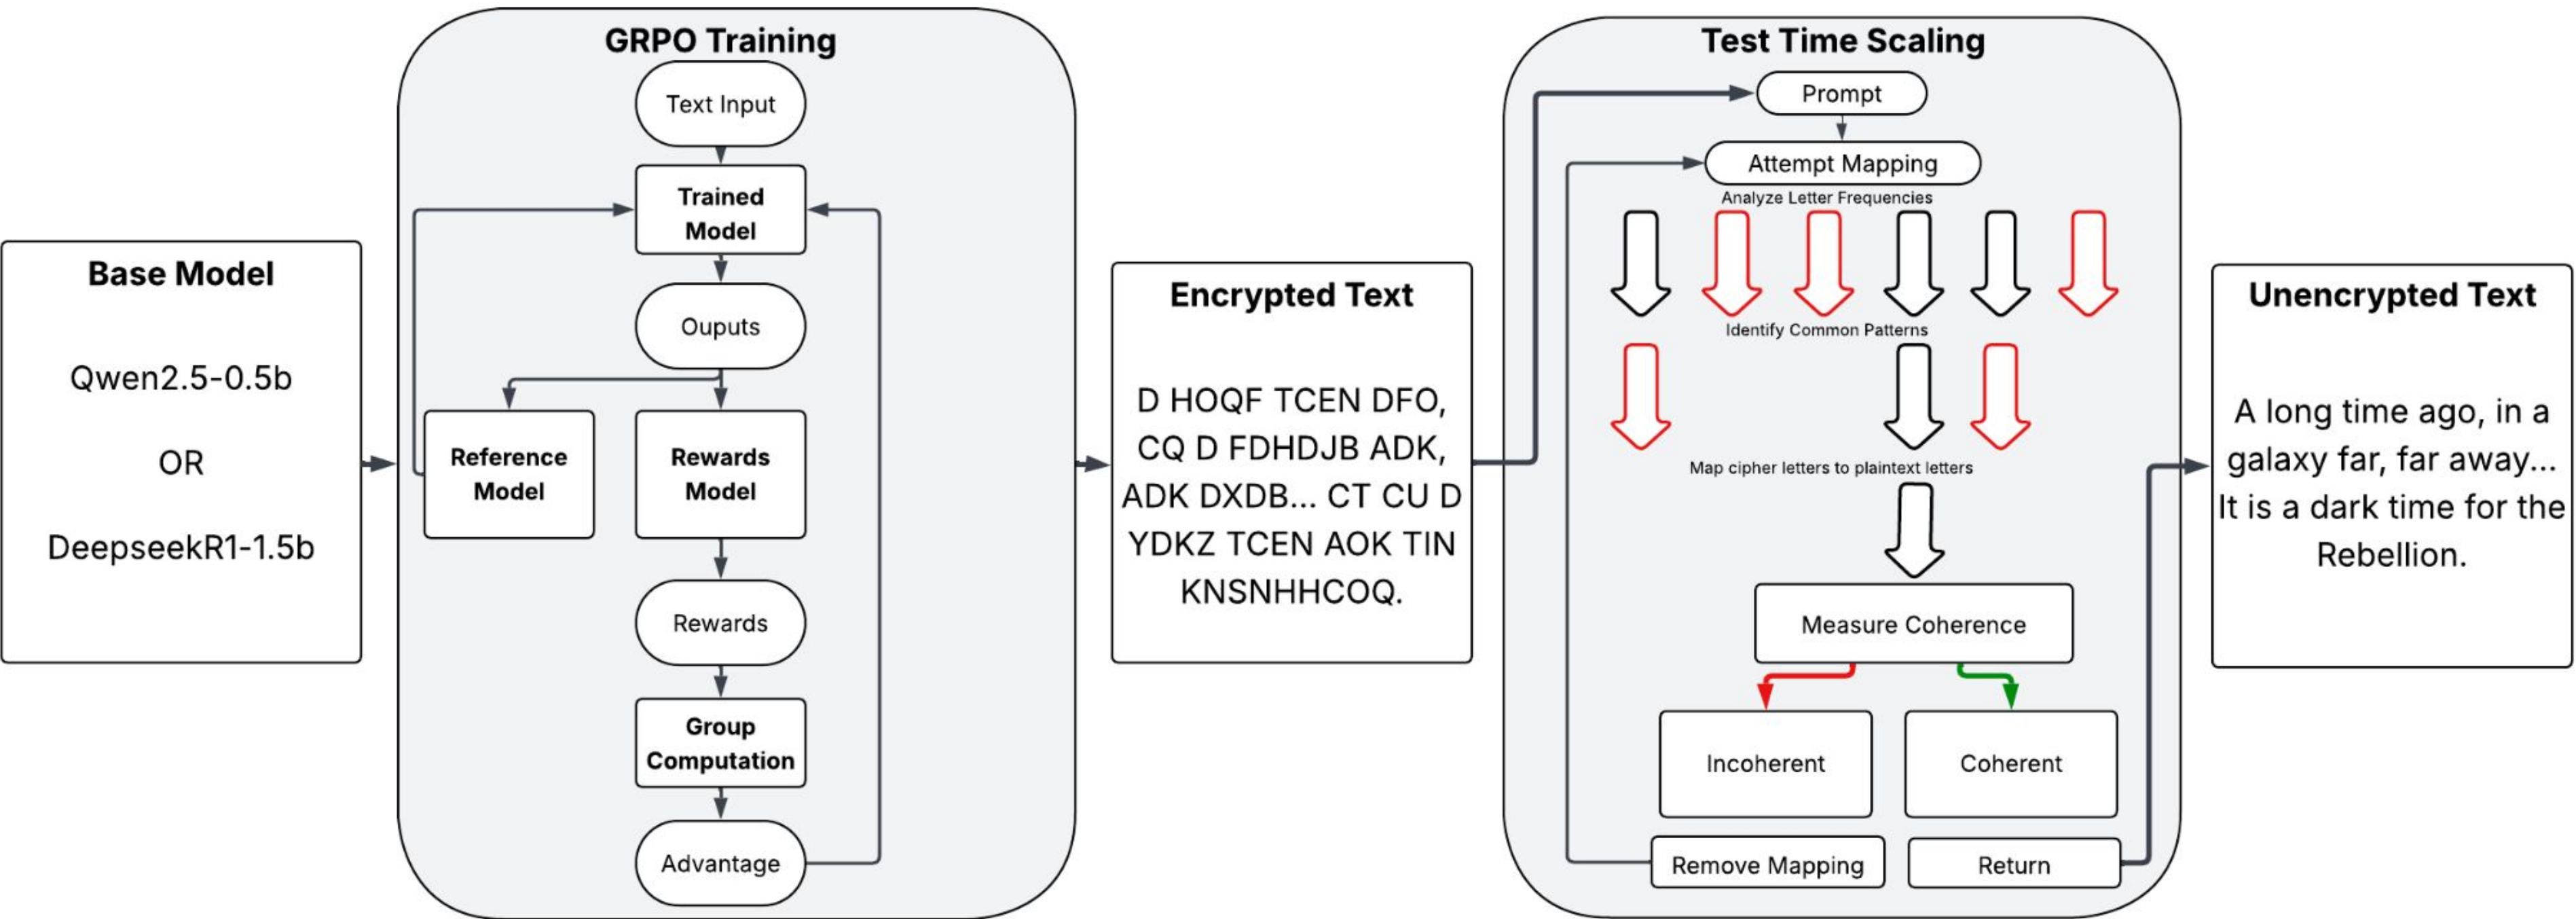 Base Model
Qwen2.5-0.5b
OR
DeepseekR1-1.5b
GRPO Training
Text Input
Trained
Model
Ouputs
Reference
Model
Rewards
Model
Rewards
Group
Computation
Advantage
Encrypted Text
D HOQF TCEN DFO,
CQ D FDHDJB ADK,
ADK DXDB... CT CU D
YDKZ TCEN AOK TIN
KNSNHHCOQ.
Test Time Scaling
Prompt
Attempt Mapping
Analyze Letter Frequencies
Identify Common Patterns
Map cipher letters to plaintext letters
Measure Coherence
Incoherent
Coherent
Remove Mapping
Return
Unencrypted Text
A long time ago, in a
galaxy far, far away...
It is a dark time for the
Rebellion.